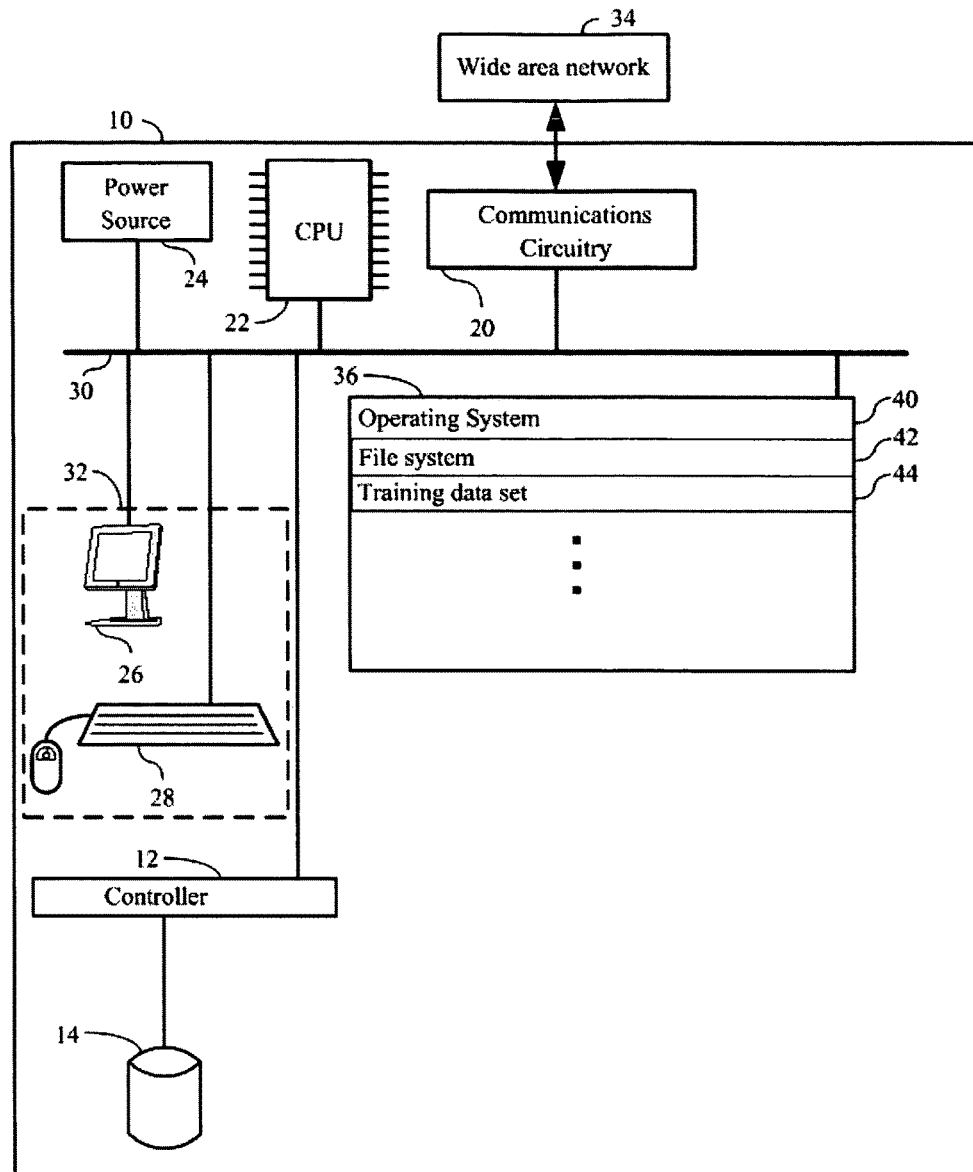 34
Wide area network
10
Power
Source
24
CPU
22
Communications
Circuitry
20
30
36
Operating System
40
File system
42
Training data set
44
32
26
28
12
Controller
14